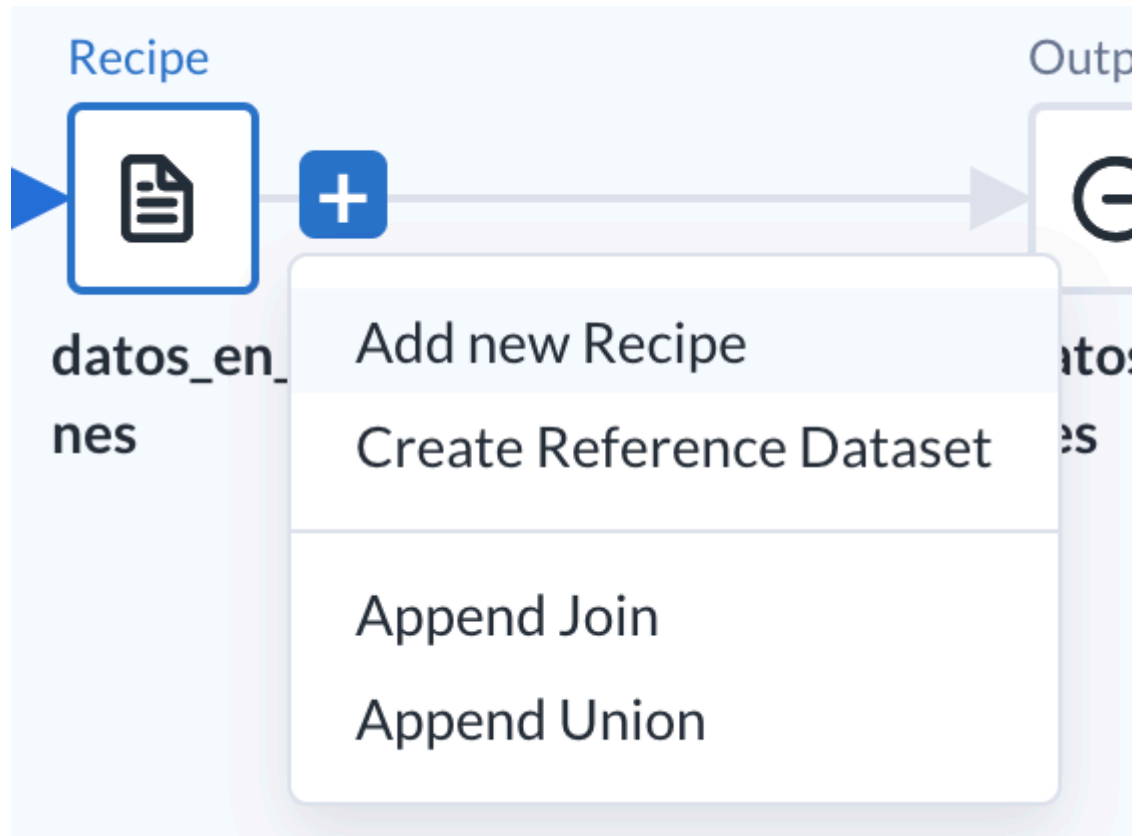 Recipe
Outp
datos_en_
nes
Add new Recipe
Create Reference Dataset
Append Join
Append Union
atos
es